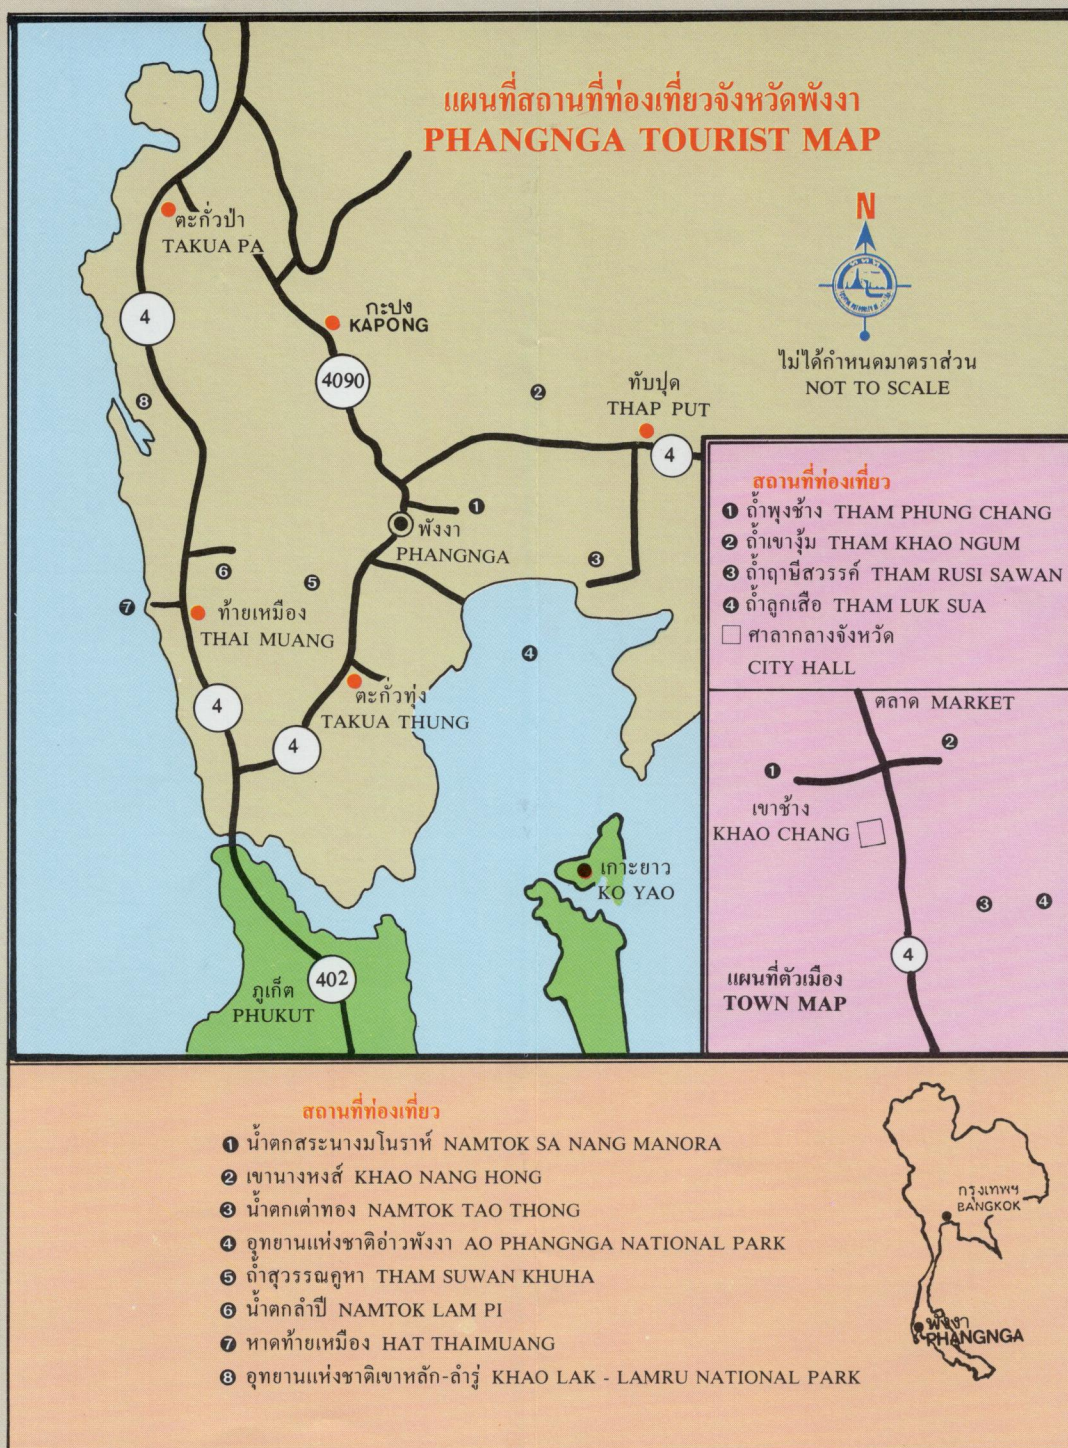 แผนที่สถานที่ท่องเที่ยวจังหวัดพังงา
PHANGNGA TOURIST MAP
N
ไม่ได้กำหนดมาตราส่วน
NOT TO SCALE
ตะกั่วป่า
TAKUA PA
4
กะปง
KAPONG
4090
8
2
ทับปุด
THAP PUT
4
1
พังงา
PHANGNGA
3
6
5
7
ท้ายเหมือง
THAI MUANG
4
4
ตะกั่วทุ่ง
TAKUA THUNG
4
เกาะยาว
KO YAO
402
ภูเก็ต
PHUKUT
สถานที่ท่องเที่ยว
1 ถ้ำพุงช้าง THAM PHUNG CHANG
2 ถ้ำเขางุ้ม THAM KHAO NGUM
3 ถ้ำฤาษีสวรรค์ THAM RUSI SAWAN
4 ถ้ำลูกเสือ THAM LUK SUA
ศาลากลางจังหวัด
CITY HALL
ตลาด MARKET
2
1
เขาช้าง
KHAO CHANG
3
4
4
แผนที่ตัวเมือง
TOWN MAP
สถานที่ท่องเที่ยว
1 น้ำตกสระนางมโนราห์ NAMTOK SA NANG MANORA
2 เขานางหงส์ KHAO NANG HONG
3 น้ำตกเต่าทอง NAMTOK TAO THONG
4 อุทยานแห่งชาติอ่าวพังงา AO PHANGNGA NATIONAL PARK
5 ถ้ำสุวรรณคูหา THAM SUWAN KHUHA
6 น้ำตกลำปี NAMTOK LAM PI
7 หาดท้ายเหมือง HAT THAIMUANG
8 อุทยานแห่งชาติเขาหลัก-ลำรู่ KHAO LAK - LAMRU NATIONAL PARK
กรุงเทพฯ
BANGKOK
พังงา
PHANGNGA